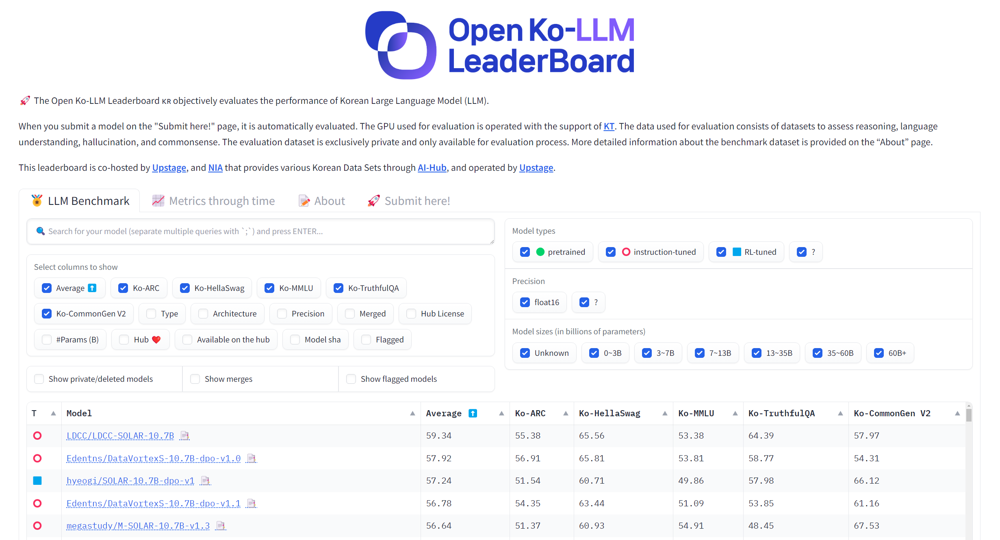 Open Ko-LLM
LeaderBoard
🚀 The Open Ko-LLM Leaderboard KR objectively evaluates the performance of Korean Large Language Model (LLM).
When you submit a model on the "Submit here!" page, it is automatically evaluated. The GPU used for evaluation is operated with the support of KT. The data used for evaluation consists of datasets to assess reasoning, language
understanding, hallucination, and commonsense. The evaluation dataset is exclusively private and only available for evaluation process. More detailed information about the benchmark dataset is provided on the “About” page.
This leaderboard is co-hosted by Upstage, and NIA that provides various Korean Data Sets through AI-Hub, and operated by Upstage.
🏅 LLM Benchmark 📈 Metrics through time 📝 About 🚀 Submit here!
🔍 Search for your model (separate multiple queries with `;`) and press ENTER...
Select columns to show
Average ⬆️ Ko-ARC Ko-HellaSwag Ko-MMLU Ko-TruthfulQA
Ko-CommonGen V2 Type Architecture Precision Merged Hub License
#Params (B) Hub ❤️ Available on the hub Model sha Flagged
Show private/deleted models Show merges Show flagged models
Model types
pretrained instruction-tuned RL-tuned ?
Precision
float16 ?
Model sizes (in billions of parameters)
Unknown 0~3B 3~7B 7~13B 13~35B 35~60B 60B+
T Model Average ⬆️ Ko-ARC Ko-HellaSwag Ko-MMLU Ko-TruthfulQA Ko-CommonGen V2
LDCC/LDCC-SOLAR-10.7B 📑 59.34 55.38 65.56 53.38 64.39 57.97
Edentns/DataVortexS-10.7B-dpo-v1.0 📑 57.92 56.91 65.81 53.81 58.77 54.31
hyeogi/SOLAR-10.7B-dpo-v1 📑 57.24 51.54 60.71 49.86 57.98 66.12
Edentns/DataVortexS-10.7B-dpo-v1.1 📑 56.78 54.35 63.44 51.09 53.85 61.16
megastudy/M-SOLAR-10.7B-v1.3 📑 56.64 51.37 60.93 54.91 48.45 67.53